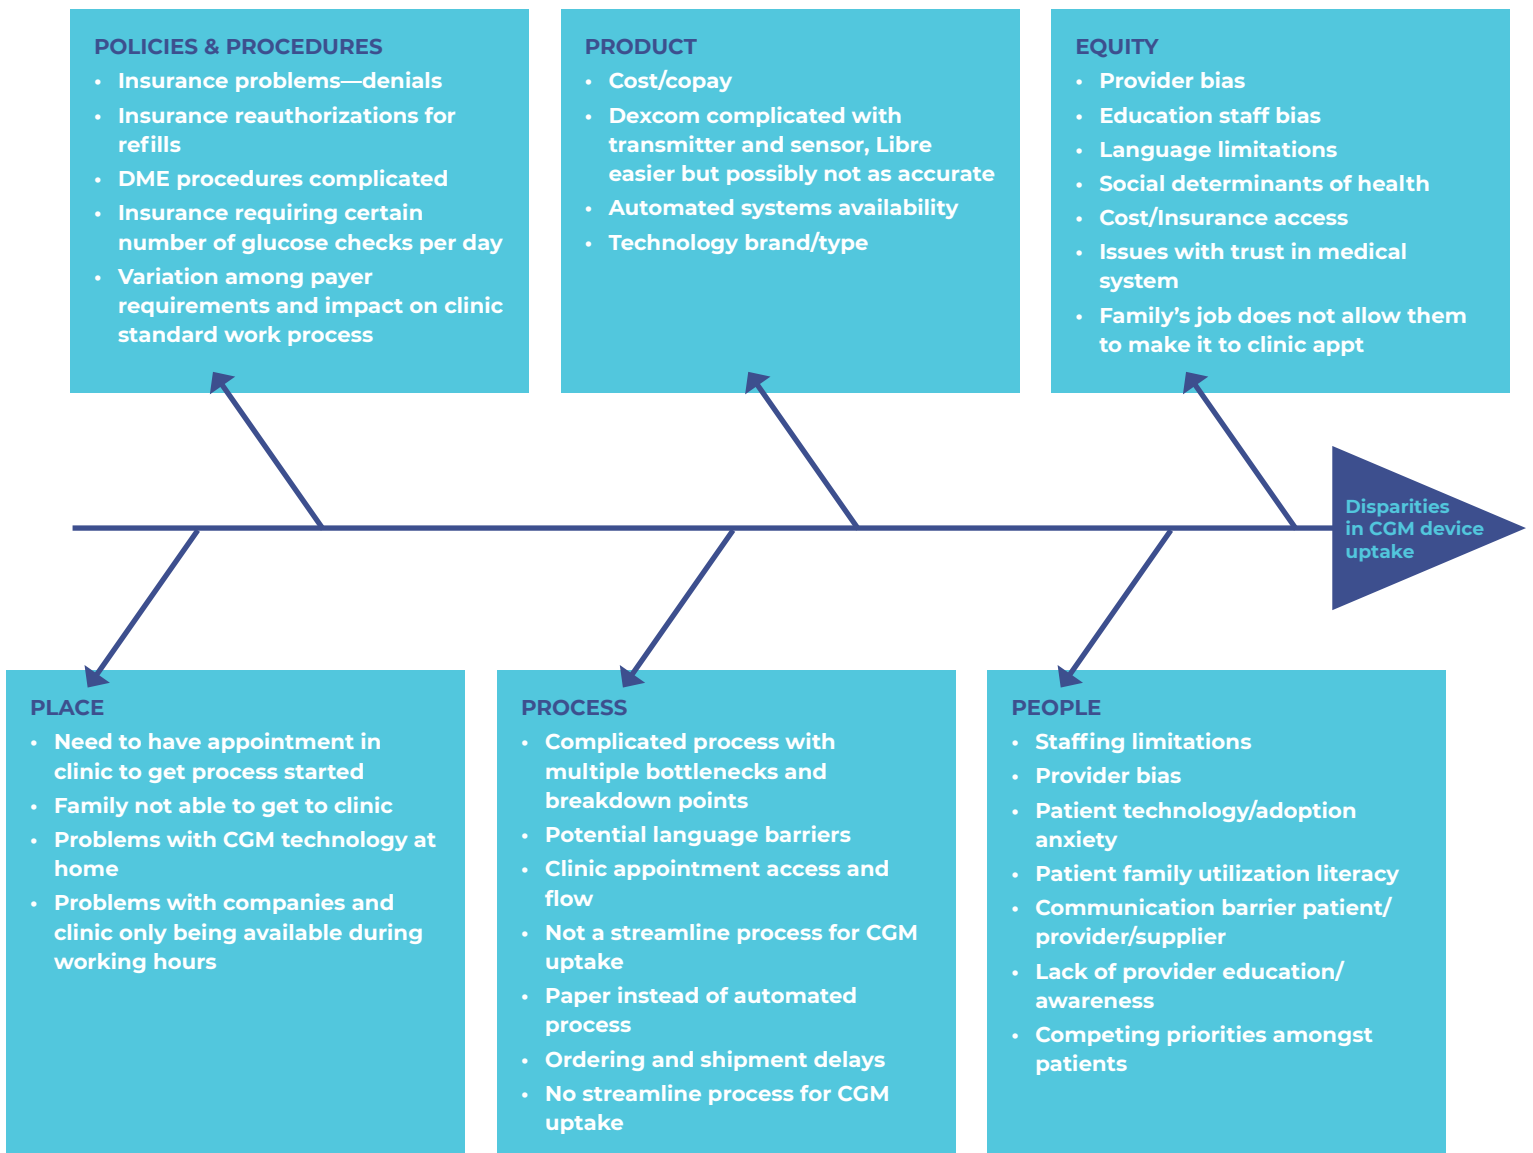 POLICIES & PROCEDURES
• Insurance problems—denials
• Insurance reauthorizations for
refills
• DME procedures complicated
• Insurance requiring certain
number of glucose checks per day
• Variation among payer
requirements and impact on clinic
standard work process
PRODUCT
• Cost/copay
• Dexcom complicated with
transmitter and sensor, Libre
easier but possibly not as accurate
• Automated systems availability
• Technology brand/type
EQUITY
• Provider bias
• Education staff bias
• Language limitations
• Social determinants of health
• Cost/Insurance access
• Issues with trust in medical
system
• Family’s job does not allow them
to make it to clinic appt
Disparities
in CGM device
uptake
PLACE
• Need to have appointment in
clinic to get process started
• Family not able to get to clinic
• Problems with CGM technology at
home
• Problems with companies and
clinic only being available during
working hours
PROCESS
• Complicated process with
multiple bottlenecks and
breakdown points
• Potential language barriers
• Clinic appointment access and
flow
• Not a streamline process for CGM
uptake
• Paper instead of automated
process
• Ordering and shipment delays
• No streamline process for CGM
uptake
PEOPLE
• Staffing limitations
• Provider bias
• Patient technology/adoption
anxiety
• Patient family utilization literacy
• Communication barrier patient/
provider/supplier
• Lack of provider education/
awareness
• Competing priorities amongst
patients